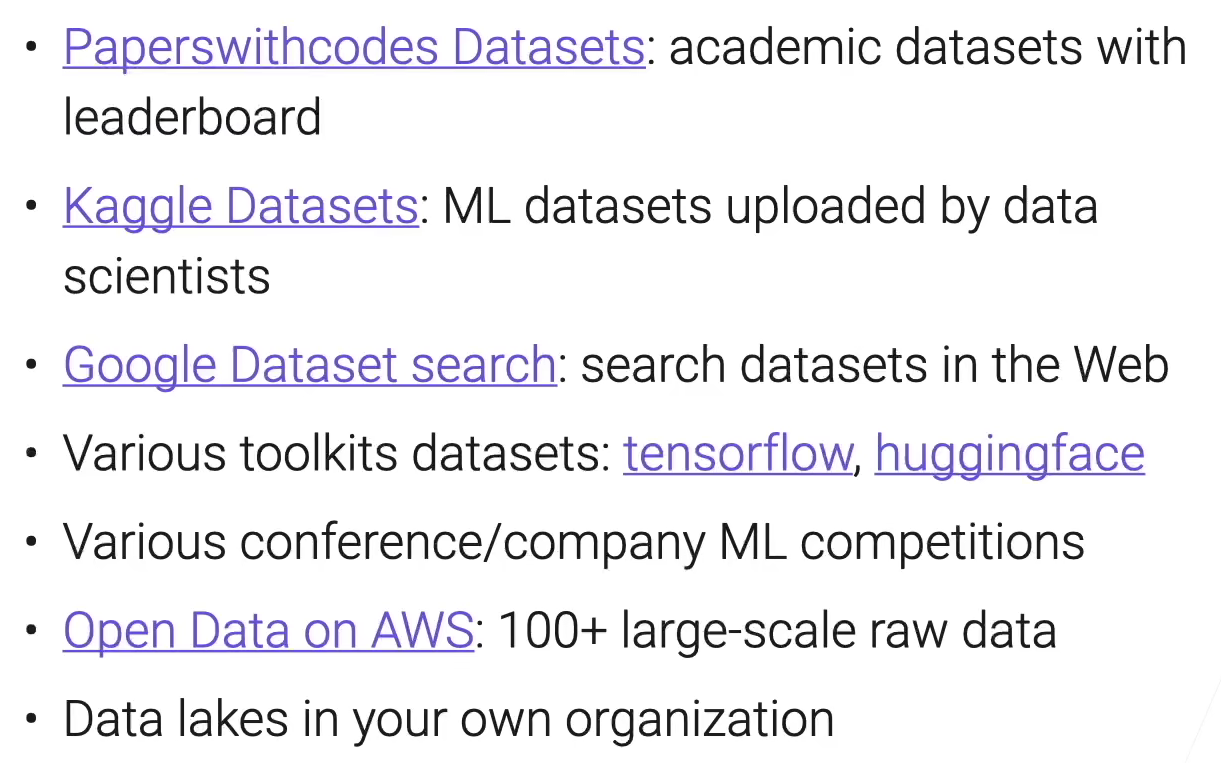 • Paperswithcodes Datasets: academic datasets with
leaderboard
• Kaggle Datasets: ML datasets uploaded by data
scientists
• Google Dataset search: search datasets in the Web
• Various toolkits datasets: tensorflow, huggingface
• Various conference/company ML competitions
• Open Data on AWS: 100+ large-scale raw data
• Data lakes in your own organization